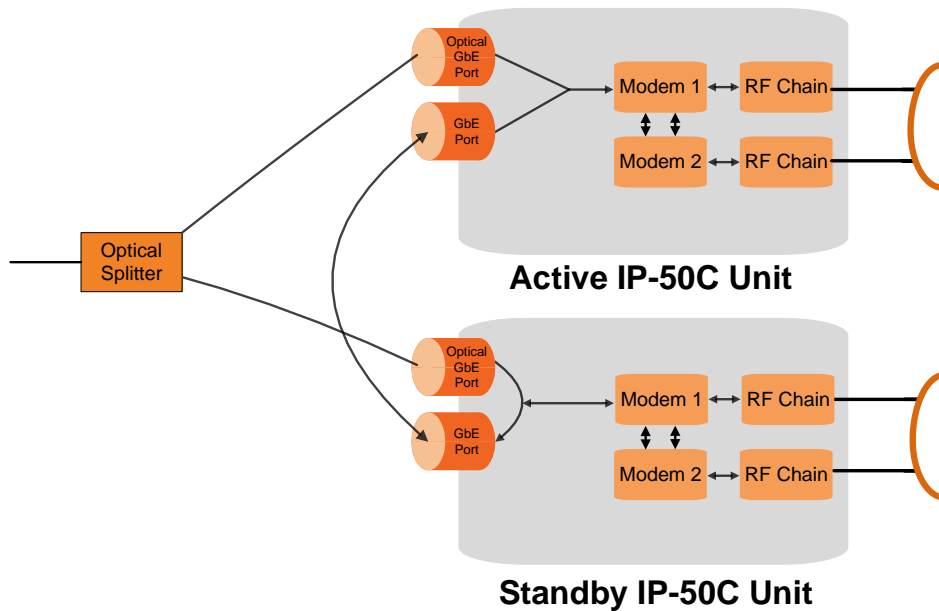 Optical
GbE
Port
Modem 1
RF Chain
GbE
Port
Modem 2
RF Chain
Optical
Splitter
Active IP-50C Unit
Optical
GbE
Port
Modem 1
RF Chain
GbE
Port
Modem 2
RF Chain
Standby IP-50C Unit